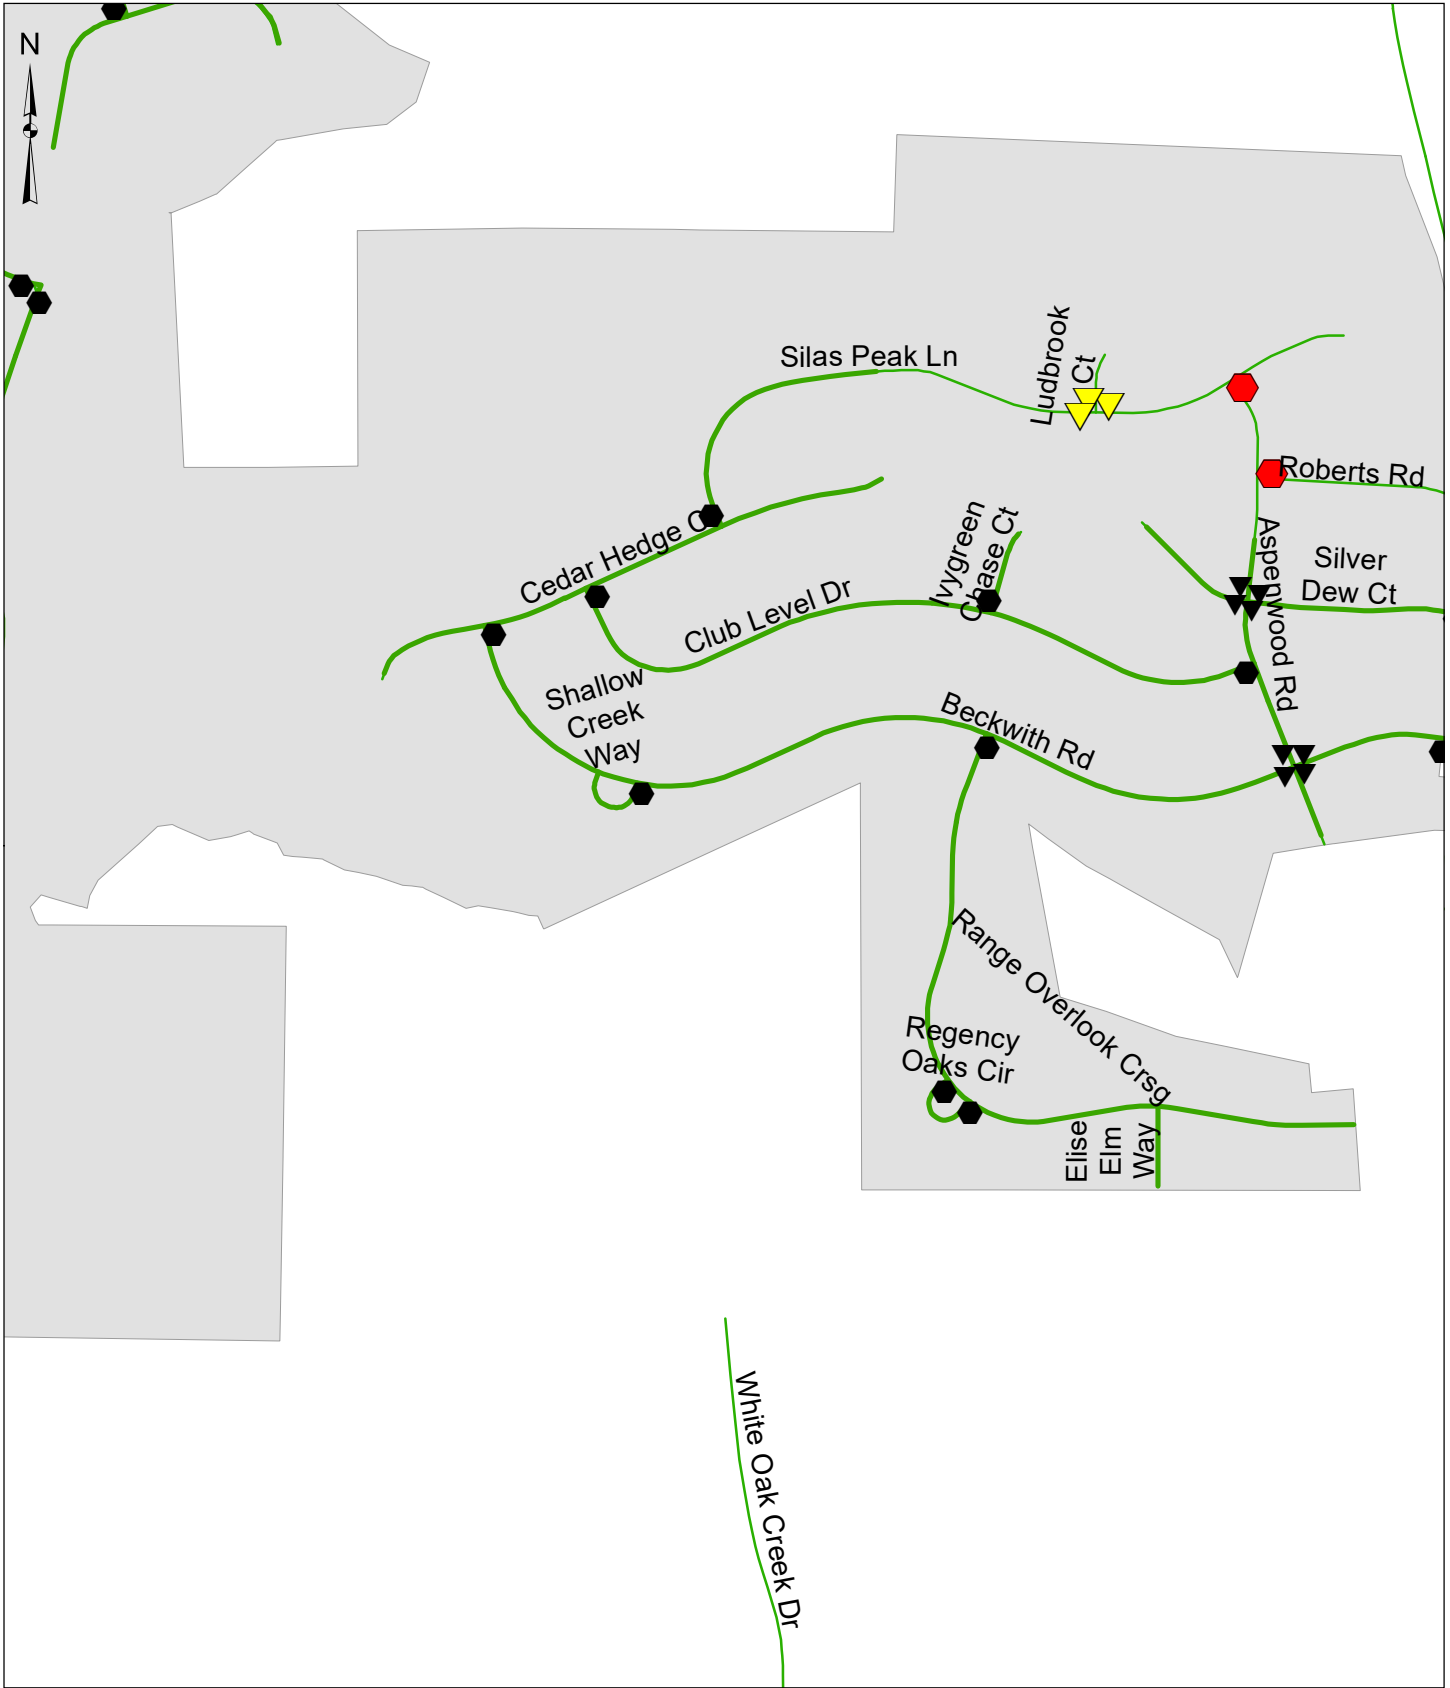 N
Silas Peak Ln
Ludbrook
Ct
Roberts Rd
Cedar Hedge C
Ivygreen
Chase Ct
Aspenwood Rd
Silver
Dew Ct
Club Level Dr
Shallow
Creek
Way
Beckwith Rd
Range Overlook Crsg
Regency
Oaks Cir
Elise
Elm
Way
White Oak Creek Dr